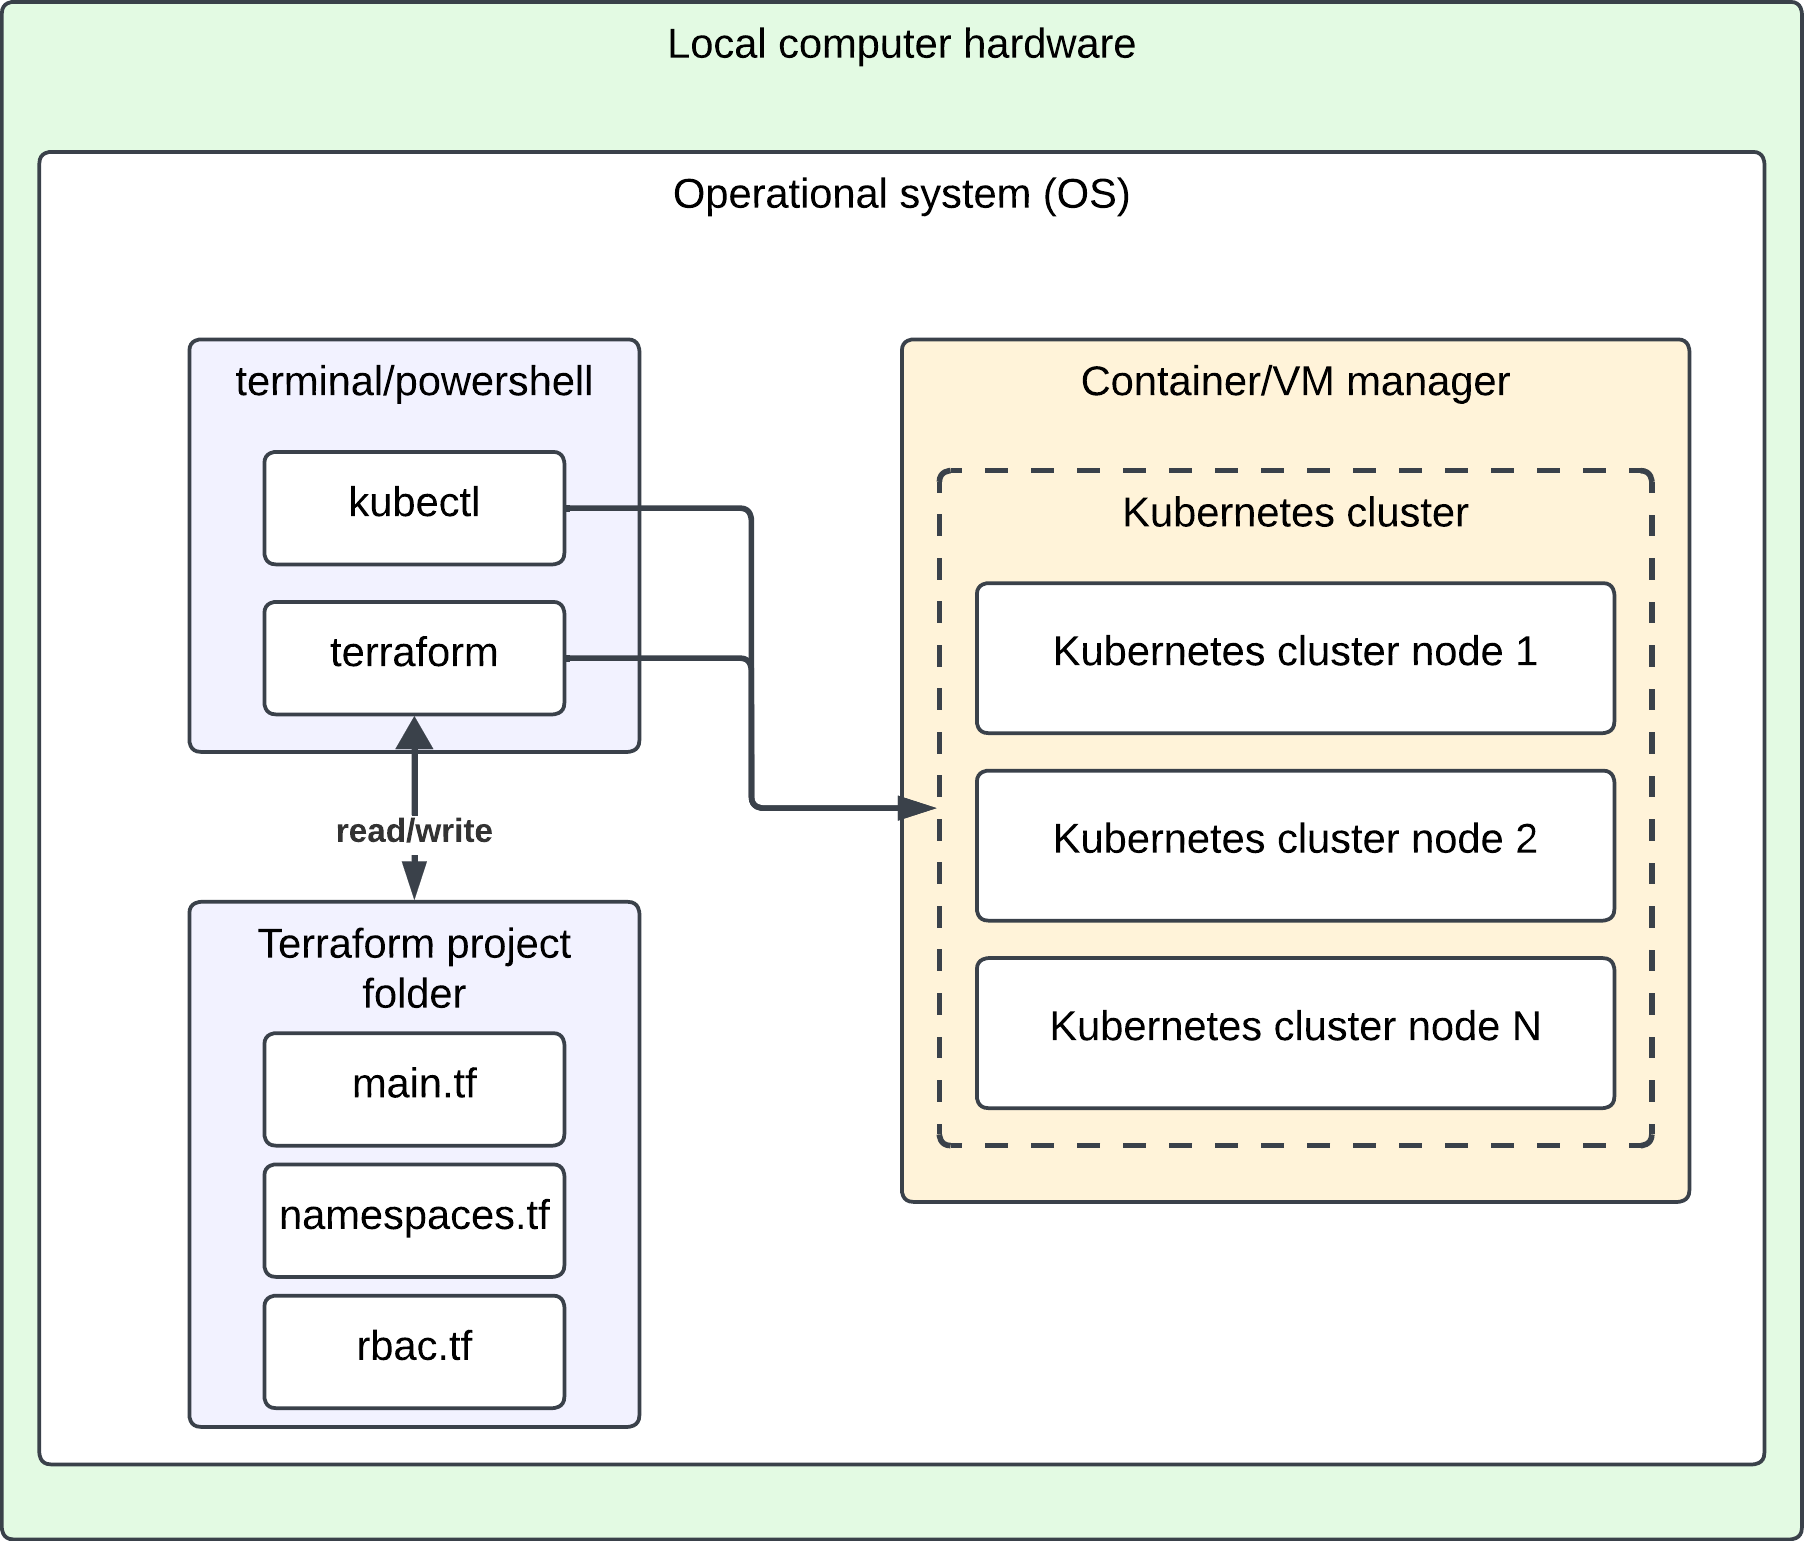 Local computer hardware
Operational system (OS)
terminal/powershell
kubectl
terraform
read/write
Terraform project
folder
main.tf
namespaces.tf
rbac.tf
Container/VM manager
Kubernetes cluster
Kubernetes cluster node 1
Kubernetes cluster node 2
Kubernetes cluster node N